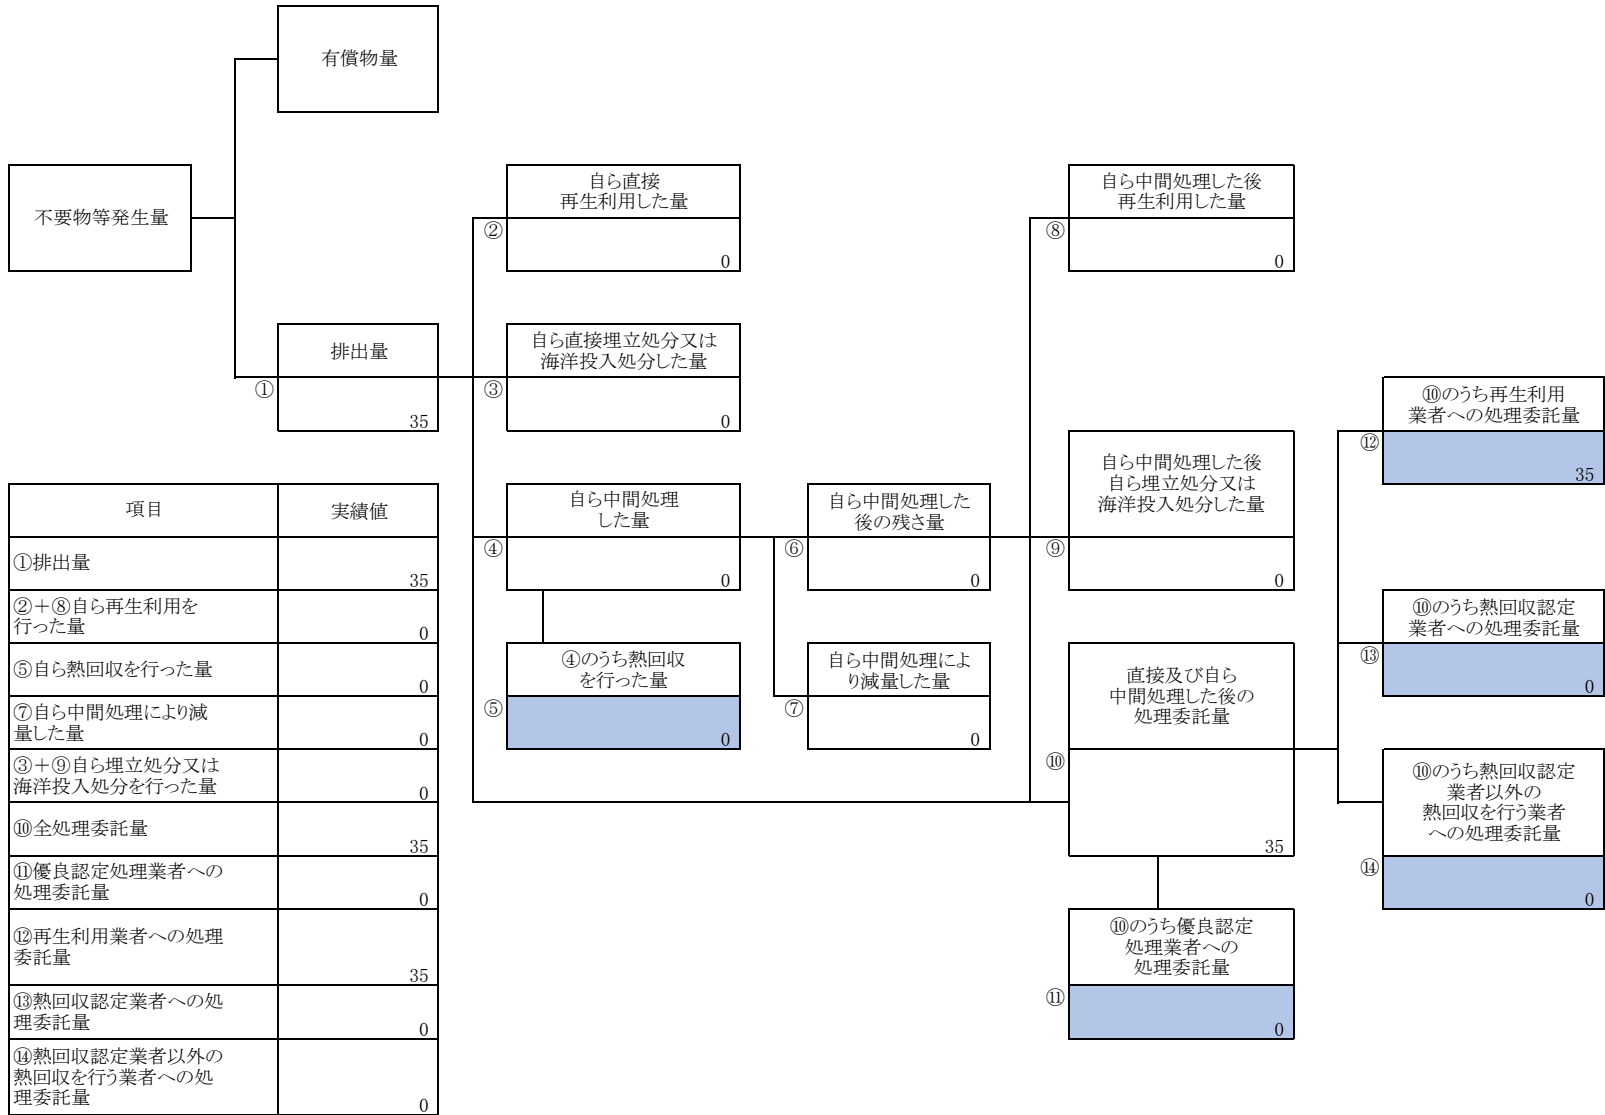 有償物量
不要物等発生量
自ら直接
再生利用した量
②
0
自ら中間処理した後
再生利用した量
⑧
0
排出量
①
35
自ら直接埋立処分又は
海洋投入処分した量
③
0
⑩のうち再生利用
業者への処理委託量
⑫
35
自ら中間処理
した量
④
0
自ら中間処理した
後の残さ量
⑥
0
自ら中間処理した後
自ら埋立処分又は
海洋投入処分した量
⑨
0
⑩のうち熱回収認定
業者への処理委託量
⑬
0
④のうち熱回収
を行った量
⑤
0
自ら中間処理によ
り減量した量
⑦
0
直接及び自ら
中間処理した後の
処理委託量
⑩
35
⑩のうち熱回収認定
業者以外の
熱回収を行う業者
への処理委託量
⑭
0
⑩のうち優良認定
処理業者への
処理委託量
⑪
0
項目 実績値
①排出量
35
②＋⑧自ら再生利用を
行った量
0
⑤自ら熱回収を行った量
0
⑦自ら中間処理により減
量した量
0
③＋⑨自ら埋立処分又は
海洋投入処分を行った量
0
⑩全処理委託量
35
⑪優良認定処理業者への
処理委託量
0
⑫再生利用業者への処理
委託量
35
⑬熱回収認定業者への処
理委託量
0
⑭熱回収認定業者以外の
熱回収を行う業者への処
理委託量
0